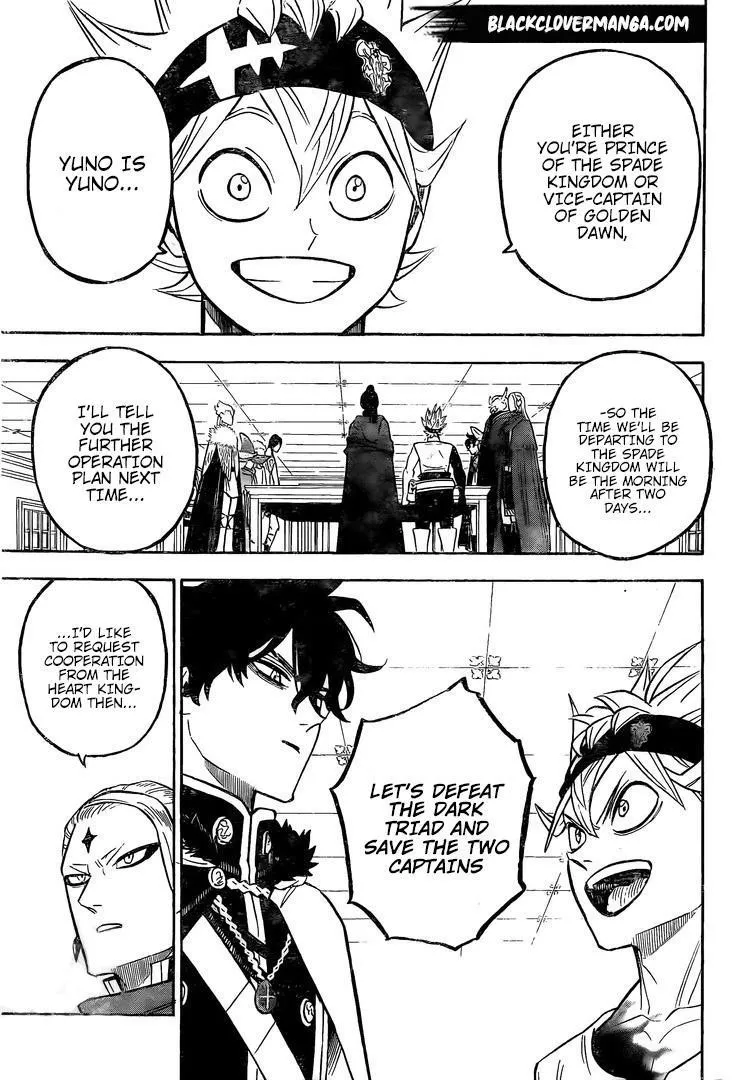 BLACKCLOVERMANGA.COM
EITHER
YOU'RE PRINCE
OF THE SPADE
KINGDOM OR
VICE-CAPTAIN
OF GOLDEN
DAWN,
YUNO IS
YUNO...
-SO THE
TIME WE'LL BE
DEPARTING TO
THE SPADE
KINGDOM WILL
BE THE MORNING
AFTER TWO
DAYS...
I'LL TELL
YOU THE
FURTHER
OPERATION
PLAN NEXT
TIME...
LET'S DEFEAT
THE DARK
TRIAD AND
SAVE THE TWO
CAPTAINS
...I'D LIKE
TO REQUEST
COOPERATION
FROM THE
HEART KING-
DOM THEN...